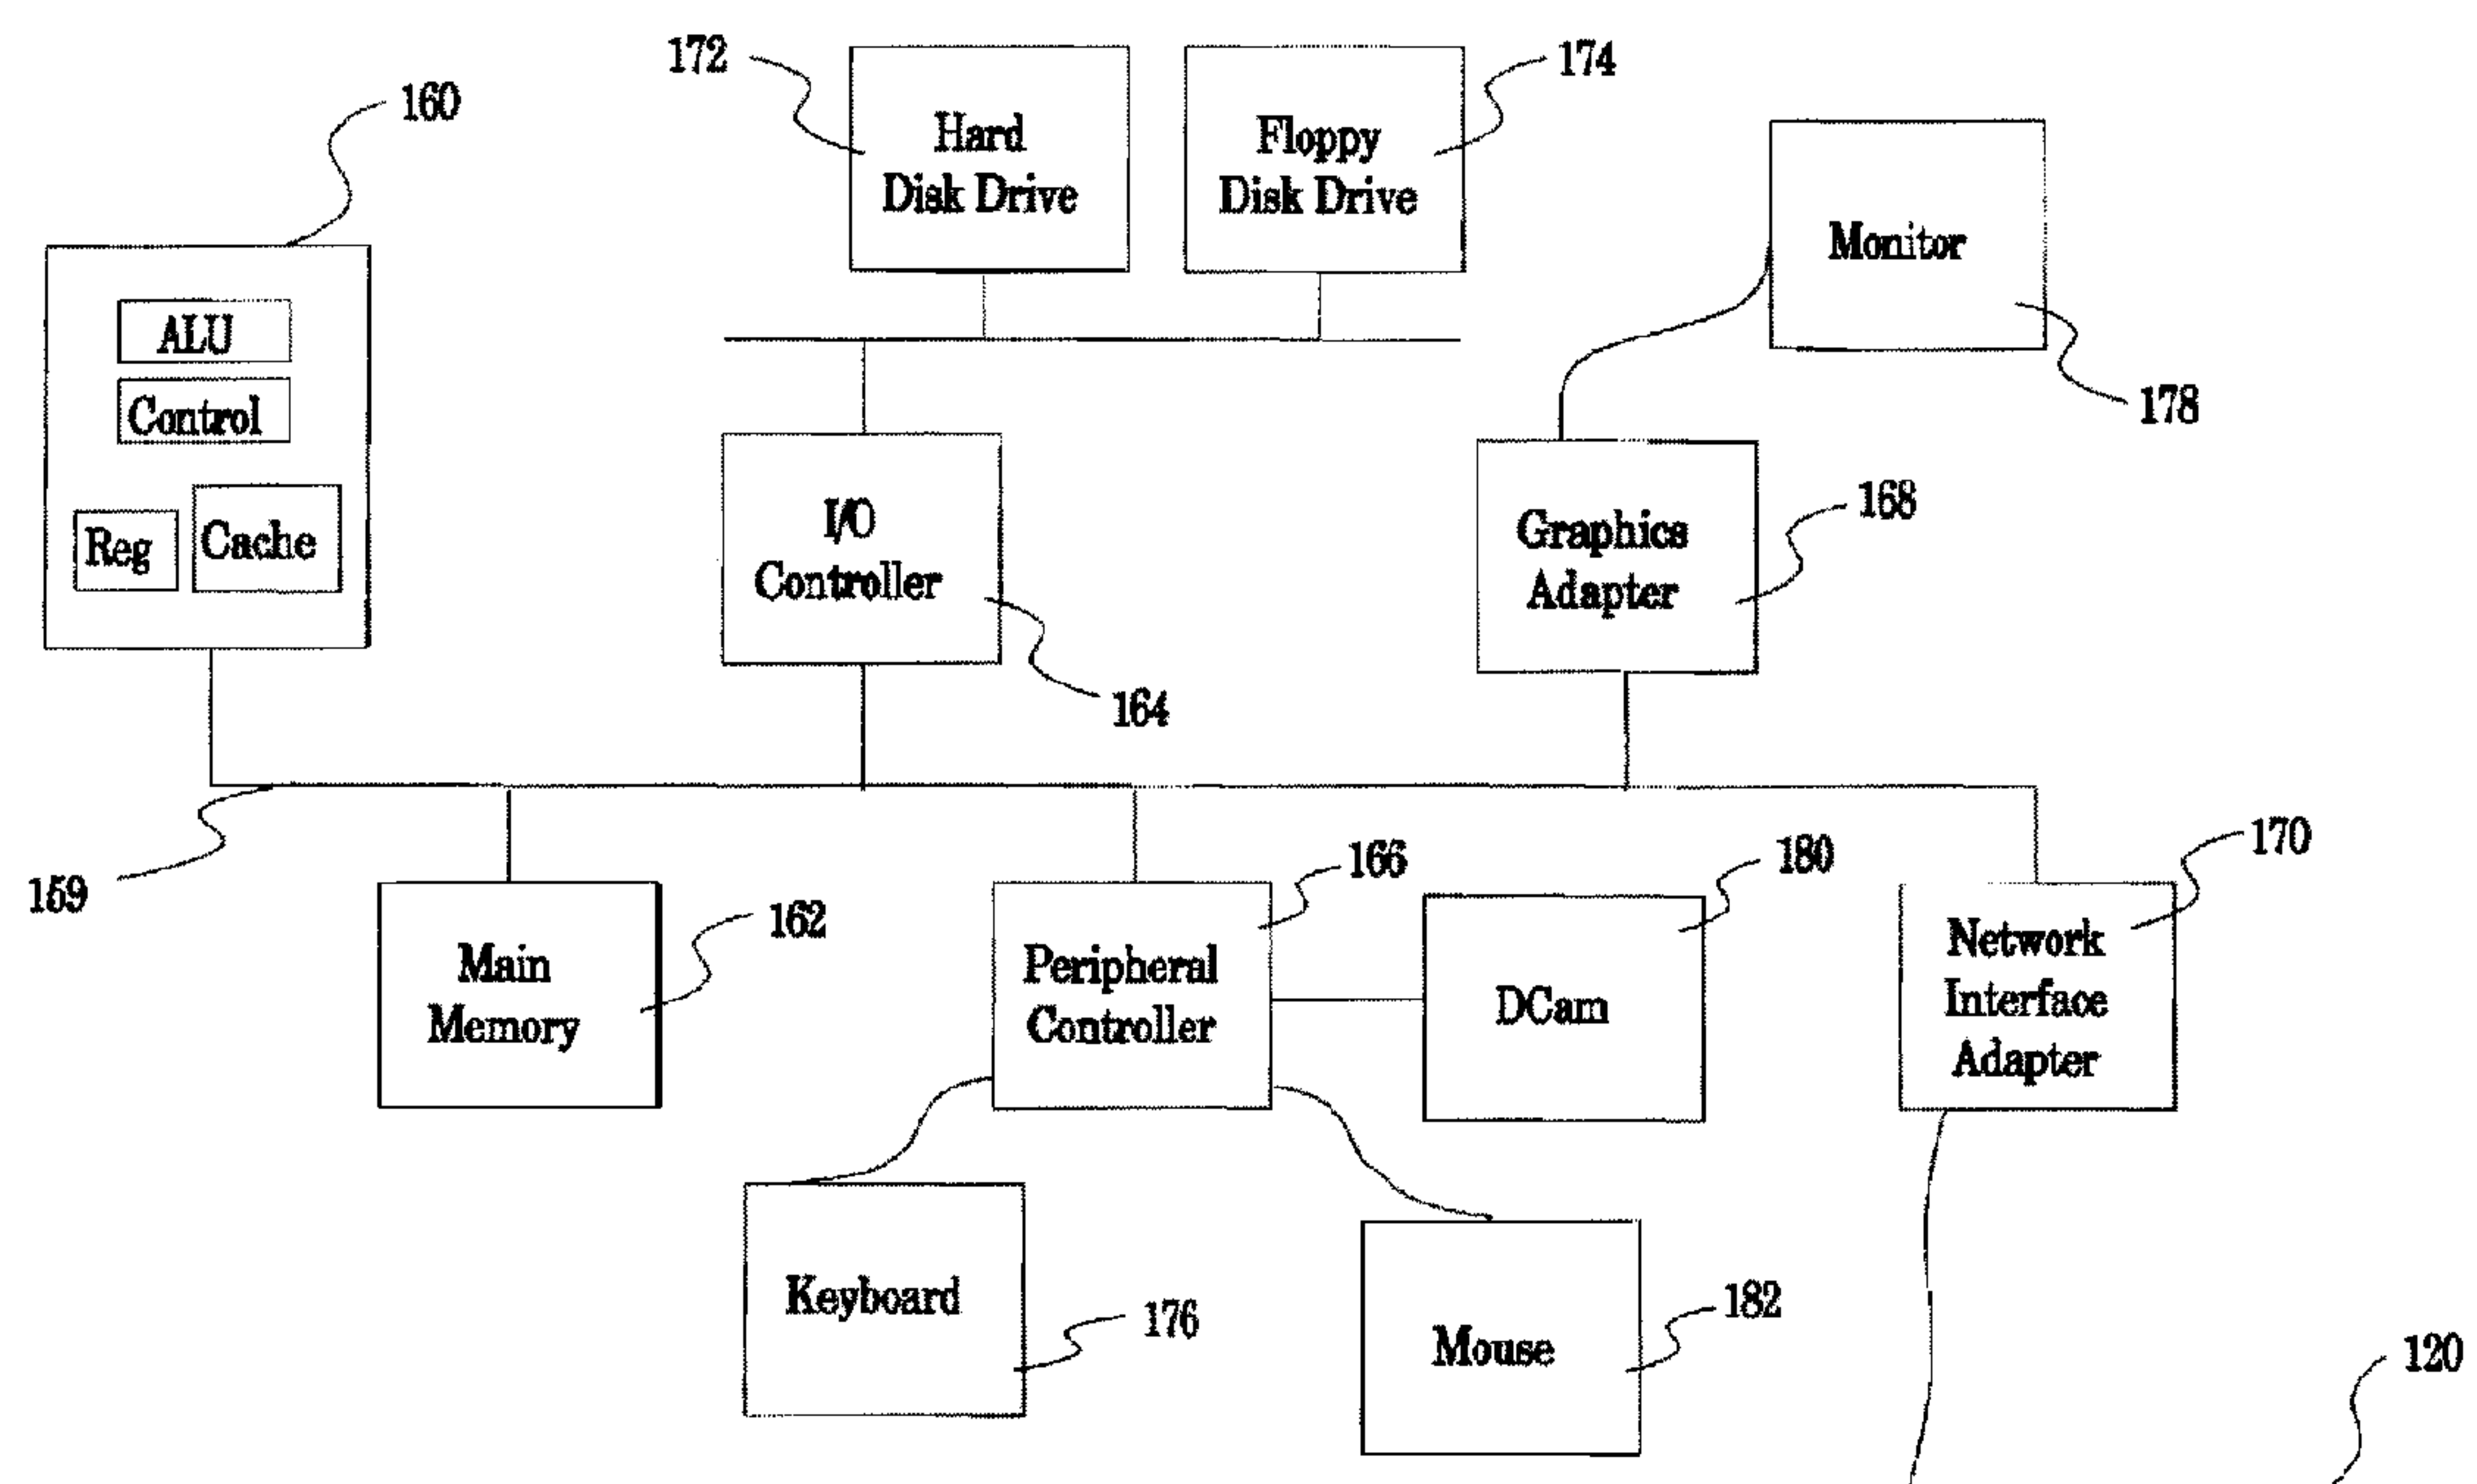 172
Hard
Disk Drive
Floppy
Disk Drive
174
160
Monitor
178
ALU
Control
Reg
Cache
I/O
Controller
164
Graphics
Adapter
168
159
Main
Memory
162
Peripheral
Controller
166
DCam
180
Network
Interface
Adapter
170
Keyboard
176
Mouse
182
120